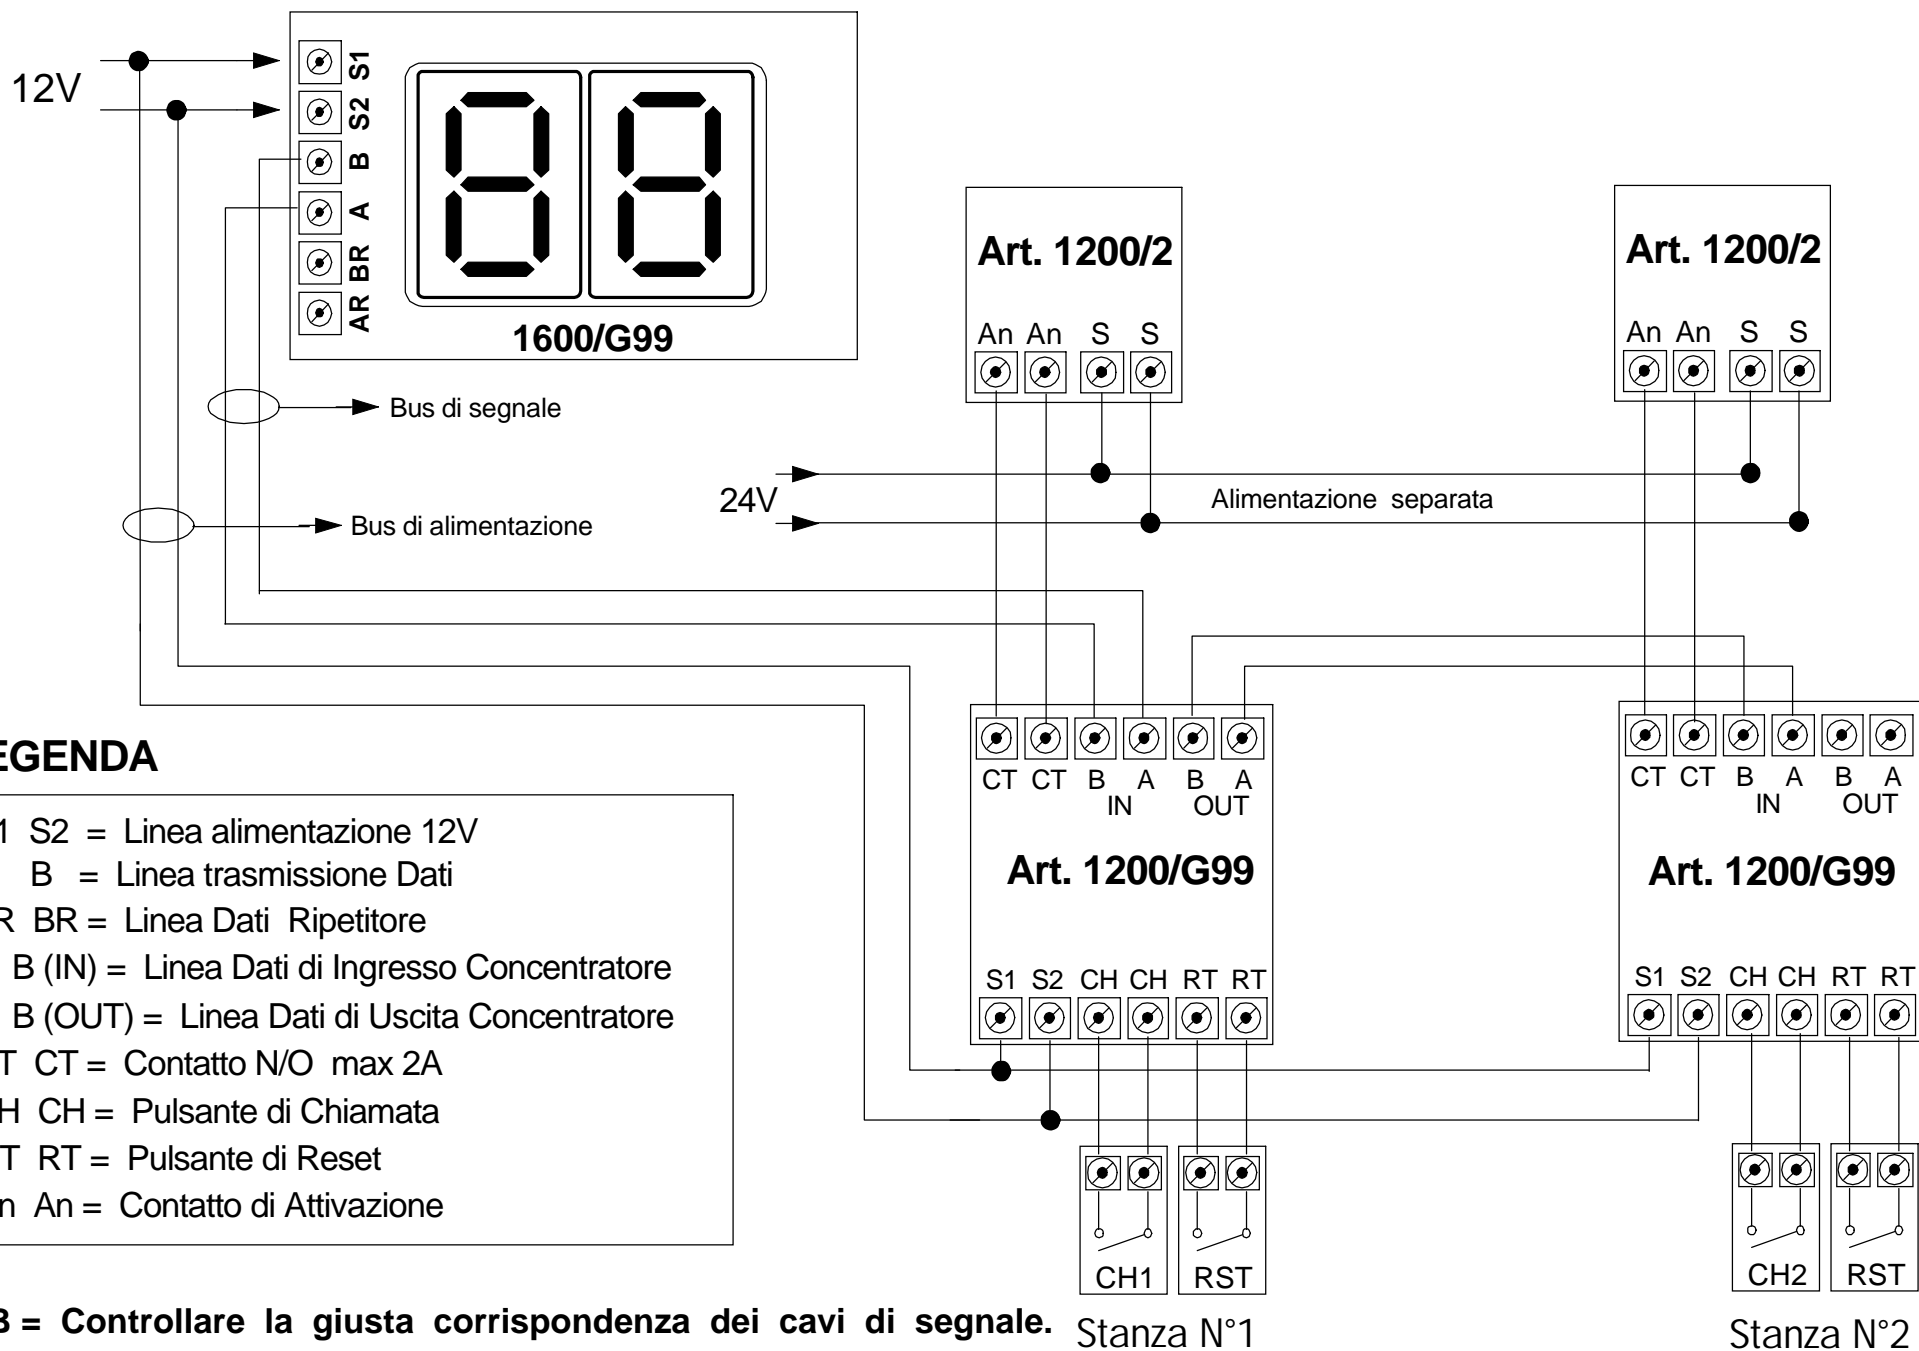 12V
S1
S2
B
A
BR
AR
1600/G99
Bus di segnale
Bus di alimentazione
Art. 1200/2
An An S S
Art. 1200/2
An An S S
24V
Alimentazione separata
CT CT B A B A
IN OUT
Art. 1200/G99
S1 S2 CH CH RT RT
CT CT B A B A
IN OUT
Art. 1200/G99
S1 S2 CH CH RT RT
EGENDA
1 S2 = Linea alimentazione 12V
B = Linea trasmissione Dati
R BR = Linea Dati Ripetitore
B (IN) = Linea Dati di Ingresso Concentratore
B (OUT) = Linea Dati di Uscita Concentratore
T CT = Contatto N/O max 2A
H CH = Pulsante di Chiamata
T RT = Pulsante di Reset
n An = Contatto di Attivazione
CH1 RST
Stanza N°1
CH2 RST
Stanza N°2
B = Controllare la giusta corrispondenza dei cavi di segnale.